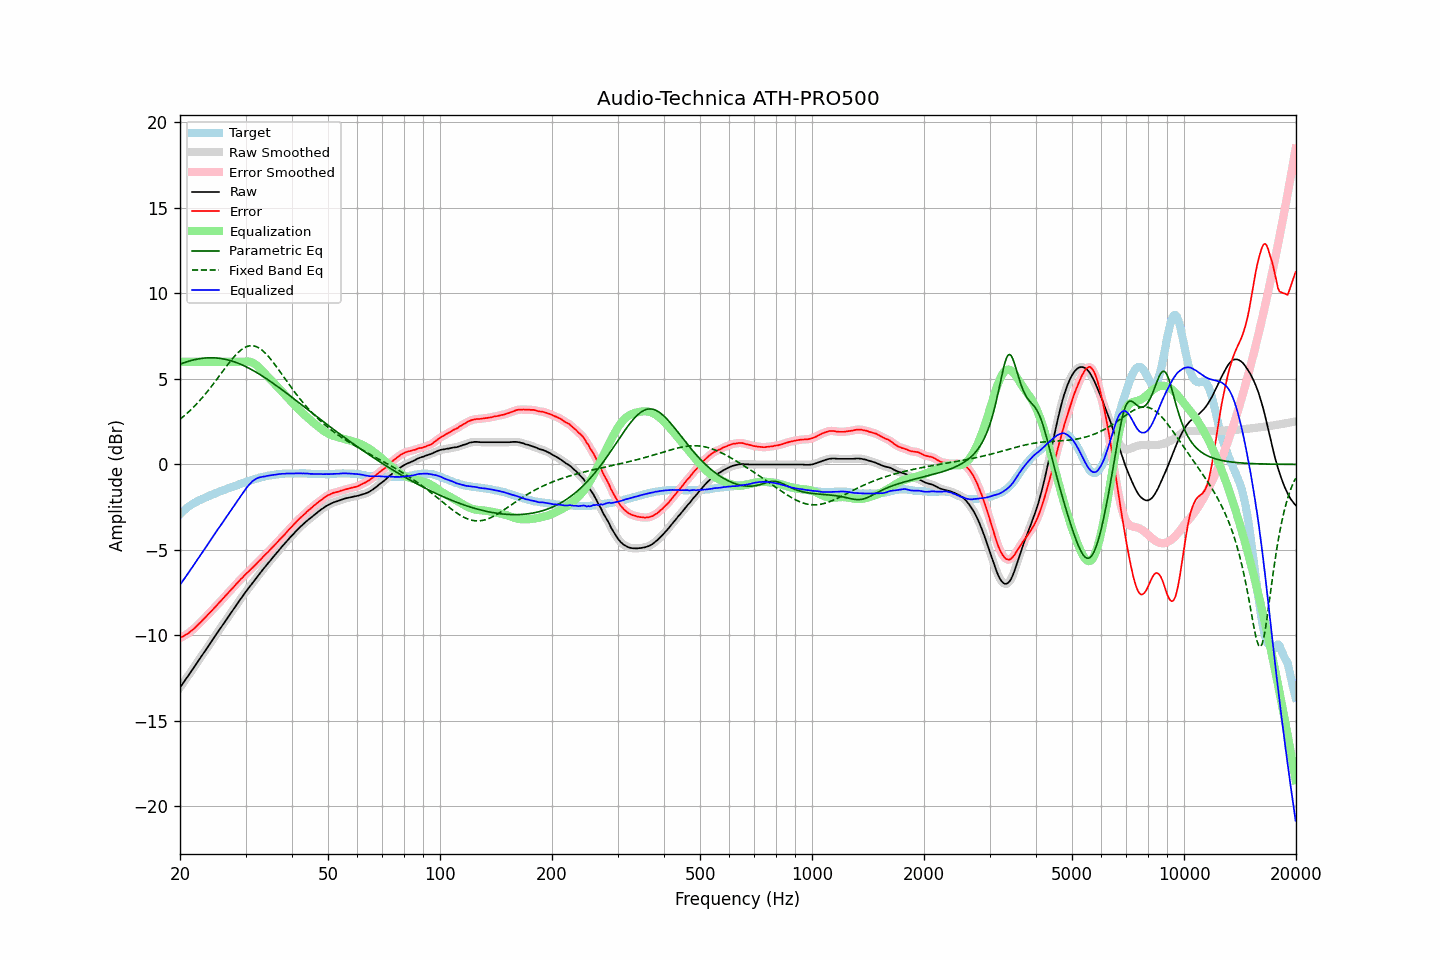 Audio-Technica ATH-PRO500
Amplitude (dBr)
20
15
10
5
0
−5
−10
−15
−20
Target
Raw Smoothed
Error Smoothed
Raw
Error
Equalization
Parametric Eq
Fixed Band Eq
Equalized
20 50 100 200 500 1000 2000 5000 10000 20000
Frequency (Hz)